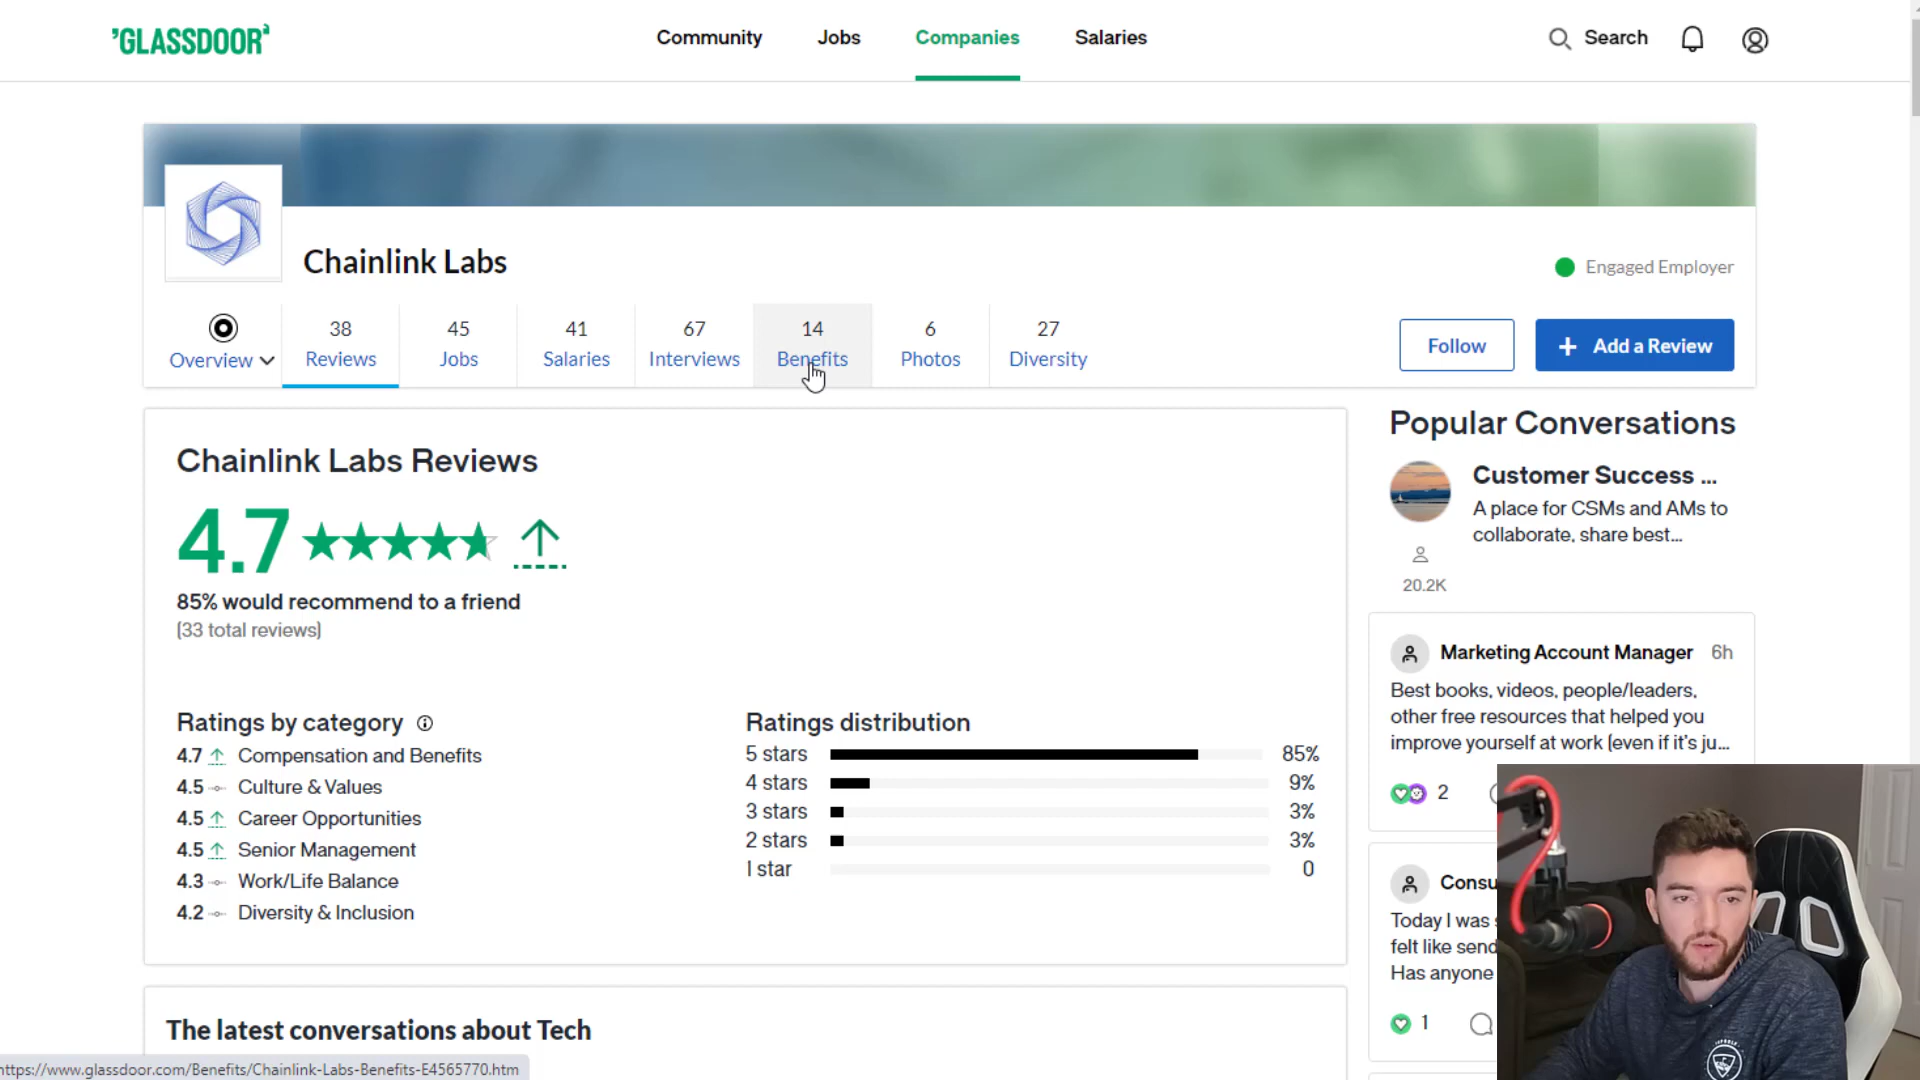 GLASSDOOR
Community
Jobs
Companies
Salaries
Search
Chainlink Labs
Engaged Employer
Overview
38
Reviews
45
Jobs
41
Salaries
67
Interviews
14
Benefits
6
Photos
27
Diversity
Follow
+ Add a Review
Chainlink Labs Reviews
4.7
85% would recommend to a friend
(33 total reviews)
Ratings by category
4.7 Compensation and Benefits
4.5 Culture & Values
4.5 Career Opportunities
4.5 Senior Management
4.3 Work/Life Balance
4.2 Diversity & Inclusion
Ratings distribution
5 stars 85%
4 stars 9%
3 stars 3%
2 stars 3%
1 star 0
The latest conversations about Tech
Popular Conversations
Customer Success ...
A place for CSMs and AMs to
collaborate, share best...
20.2K
Marketing Account Manager 6h
Best books, videos, people/leaders,
other free resources that helped you
improve yourself at work (even if it's ju...
2
Consu
Today I was
felt like send
Has anyone
1
https://www.glassdoor.com/Benefits/Chainlink-Labs-Benefits-E4565770.htm